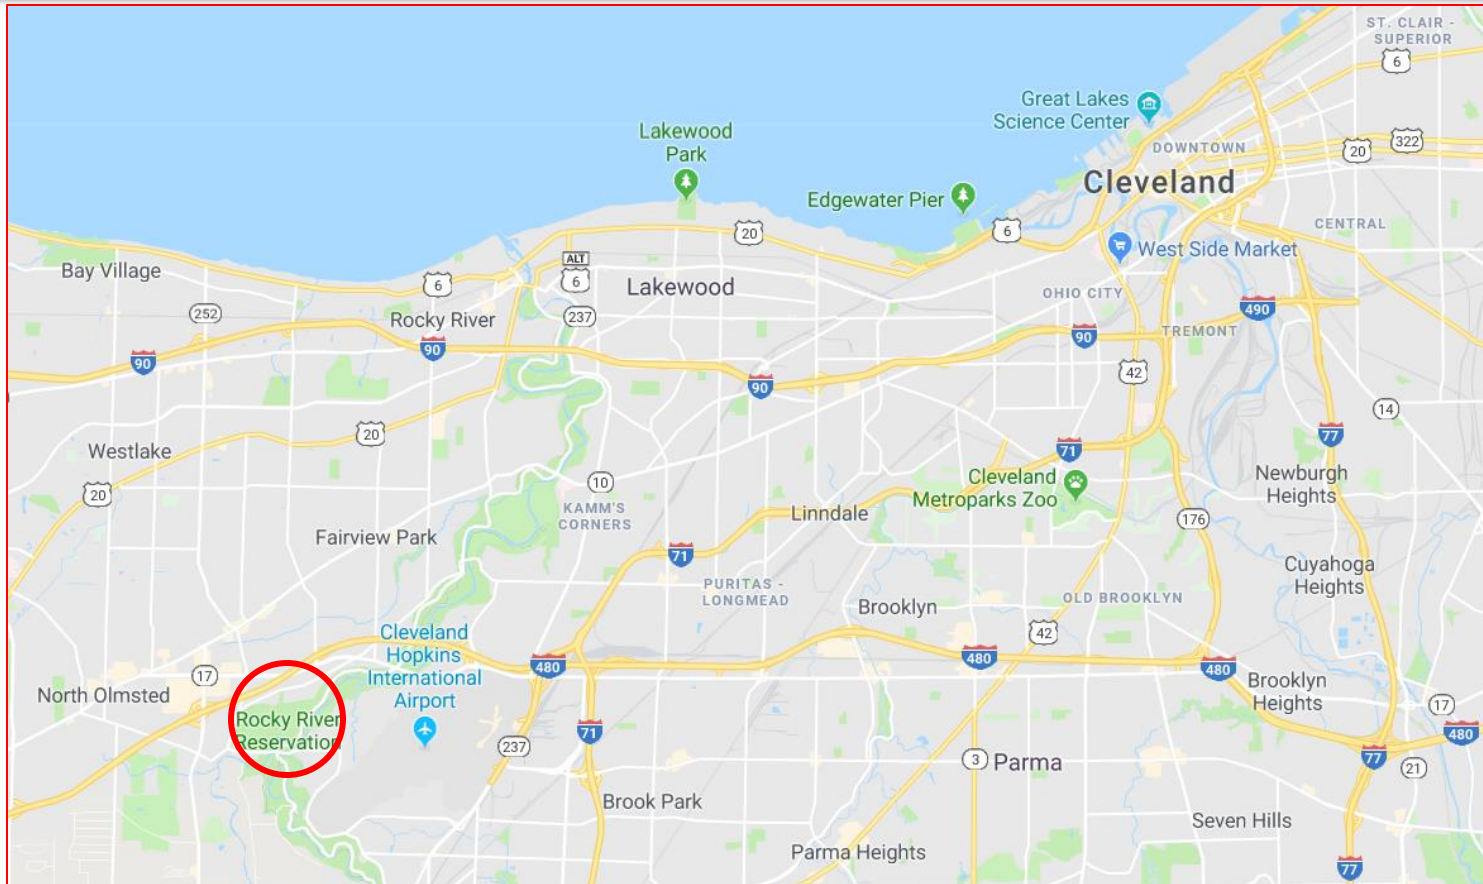 ST. CLAIR -
SUPERIOR
6
Great Lakes
Science Center
322
20
DOWNTOWN
Lakewood
Park
Cleveland
Edgewater Pier
CENTRAL
20
6
West Side Market
Bay Village
ALT
6
6
Lakewood
OHIO CITY
252
Rocky River
237
490
TREMONT
90
90
90
90
42
14
20
77
Westlake
71
Newburgh
Heights
Cleveland
Metroparks Zoo
20
10
KAMM'S
CORNERS
Linndale
176
Fairview Park
71
Cuyahoga
Heights
PURITAS -
LONGMEAD
Brooklyn
OLD BROOKLYN
42
Cleveland
Hopkins
International
Airport
480
480
480
17
North Olmsted
Brooklyn
Heights
17
Rocky River
Reservation
237
71
480
77
21
3
Parma
Brook Park
Seven Hills
Parma Heights
77